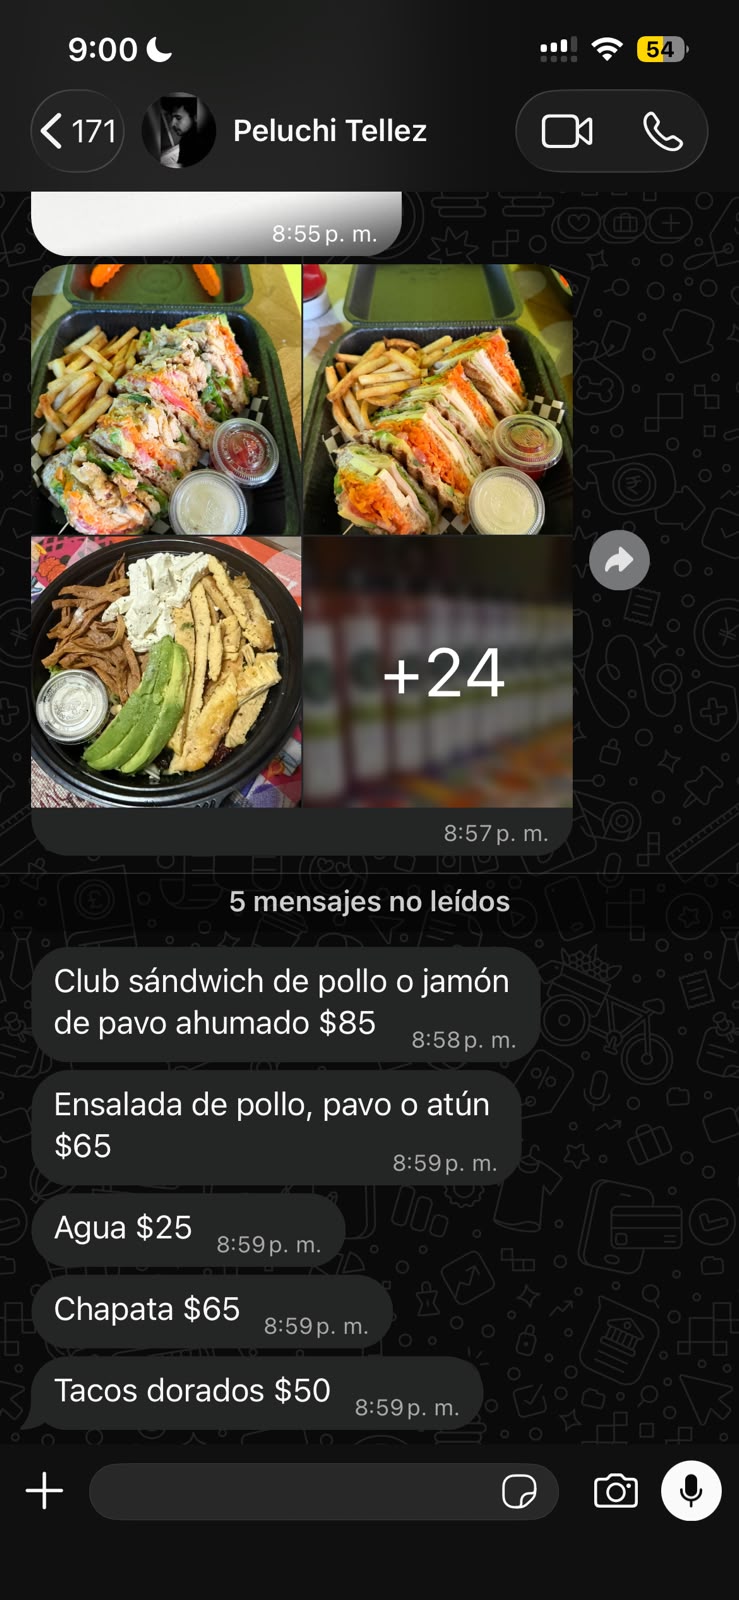 9:00
54
171
Peluchi Tellez
8:55 p. m.
+24
8:57 p. m.
5 mensajes no leídos
Club sándwich de pollo o jamón
de pavo ahumado $85
8:58 p. m.
Ensalada de pollo, pavo o atún
$65
8:59 p. m.
Agua $25
8:59 p. m.
Chapata $65
8:59 p. m.
Tacos dorados $50
8:59 p. m.